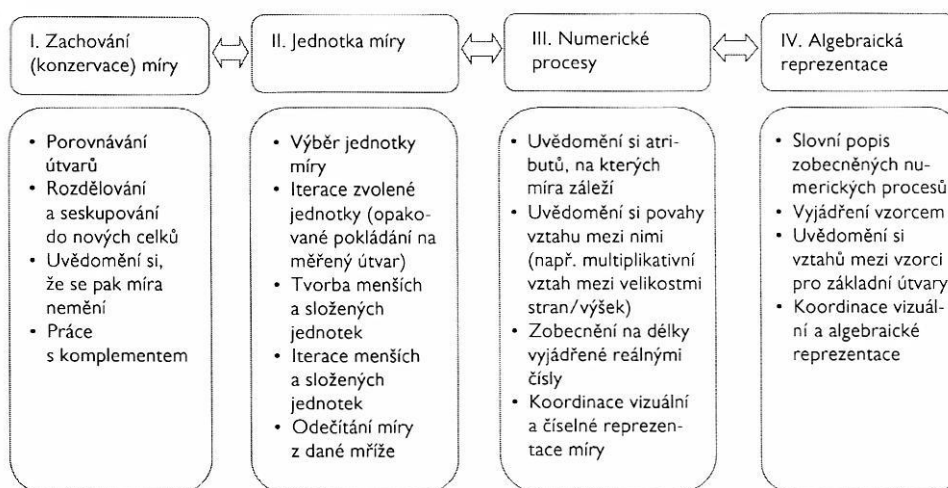 I. Zachování
(konzervace) míry
II. Jednotka míry
III. Numerické
procesy
IV. Algebraická
reprezentace
• Porovnávání
útvarů
• Rozdělování
a seskupování
do nových celků
• Uvědomění si,
že se pak míra
nemění
• Práce
s komplementem
• Výběr jednotky
míry
• Iterace zvolené
jednotky (opako-
vané pokládání na
měřený útvar)
• Tvorba menších
a složených
jednotek
• Iterace menších
a složených
jednotek
• Odečítání míry
z dané mříže
• Uvědomění si atri-
butů, na kterých
míra záleží
• Uvědomění si povahy
vztahu mezi nimi
(např. multiplikativní
vztah mezi velikostmi
stran/výšek)
• Zobecnění na délky
vyjádřené reálnými
čísly
• Koordinace vizuální
a číselné reprezen-
tace míry
• Slovní popis
zobecněných nu-
merických procesů
• Vyjádření vzorcem
• Uvědomění si
vztahů mezi vzorci
pro základní útvary
• Koordinace vizuál-
ní a algebraické
reprezentace